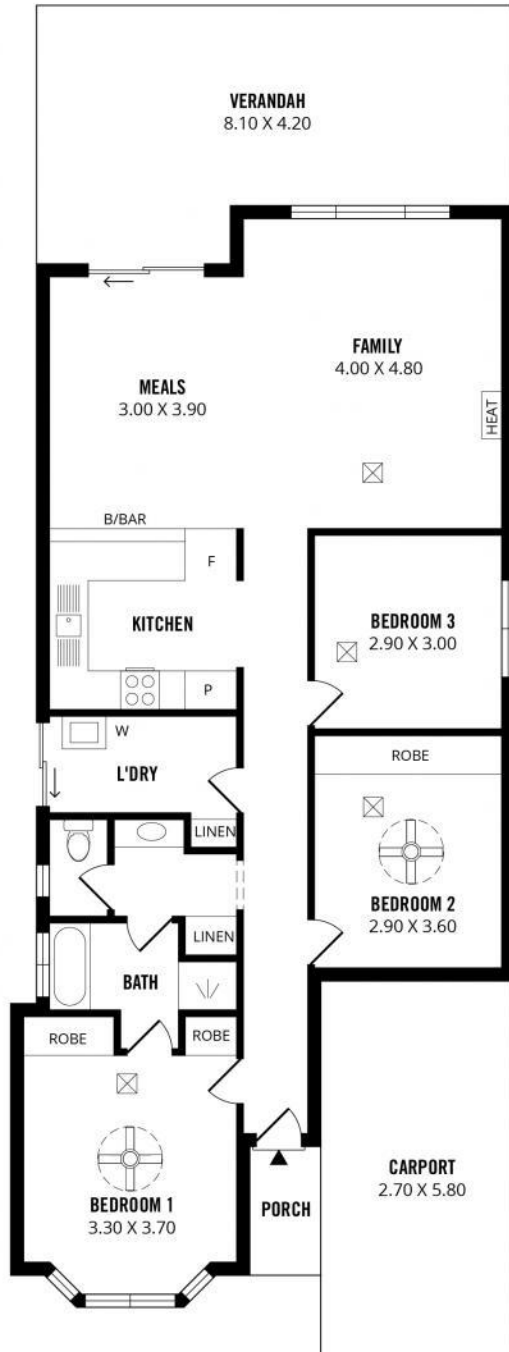 VERANDAH
8.10 X 4.20
FAMILY
4.00 X 4.80
MEALS
3.00 X 3.90
HEAT
B/BAR
F
KITCHEN
BEDROOM 3
2.90 X 3.00
P
W
L'DRY
ROBE
LINEN
BEDROOM 2
2.90 X 3.60
LINEN
BATH
ROBE
ROBE
CARPORT
2.70 X 5.80
BEDROOM 1
3.30 X 3.70
PORCH